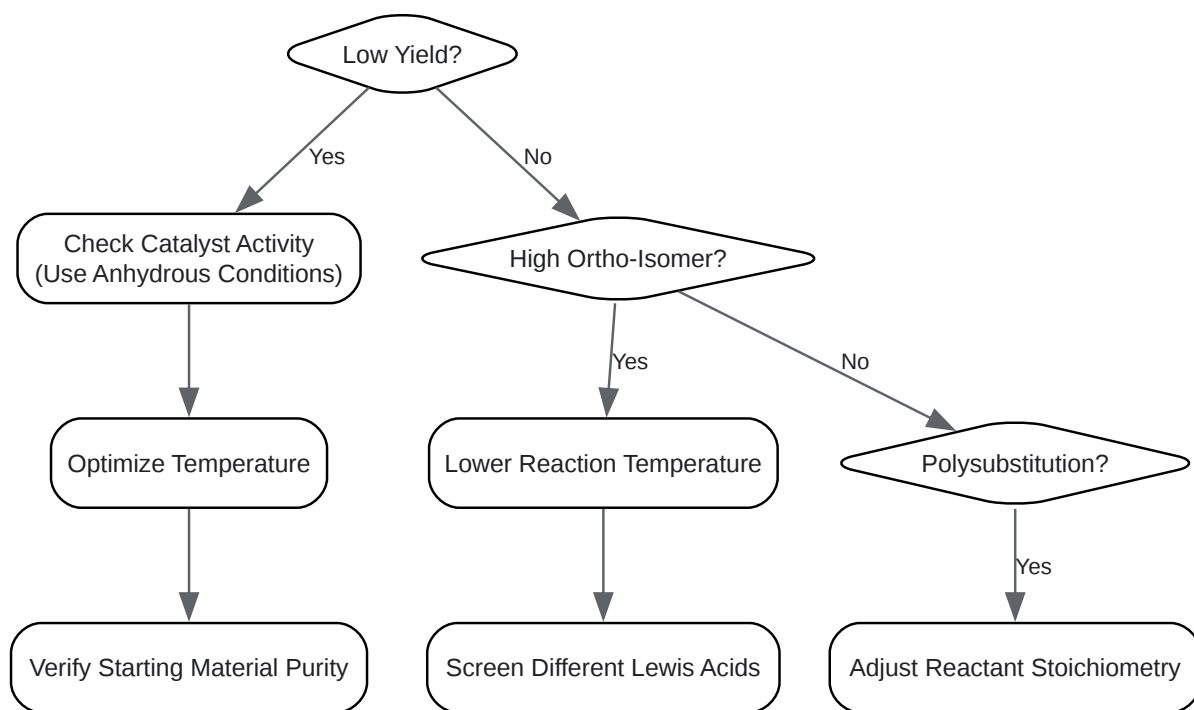 Low Yield?
Yes
No
Check Catalyst Activity
(Use Anhydrous Conditions)
High Ortho-Isomer?
Yes
No
Optimize Temperature
Lower Reaction Temperature
Polysubstitution?
Yes
Verify Starting Material Purity
Screen Different Lewis Acids
Adjust Reactant Stoichiometry